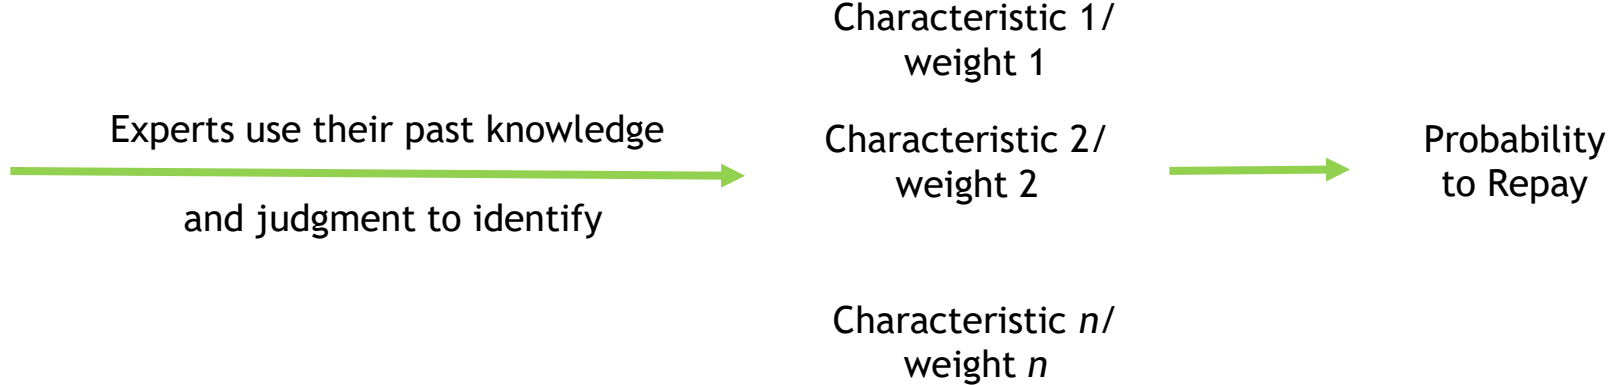 Experts use their past knowledge
and judgment to identify
Characteristic 1/
weight 1
Characteristic 2/
weight 2
Characteristic n/
weight n
Probability
to Repay